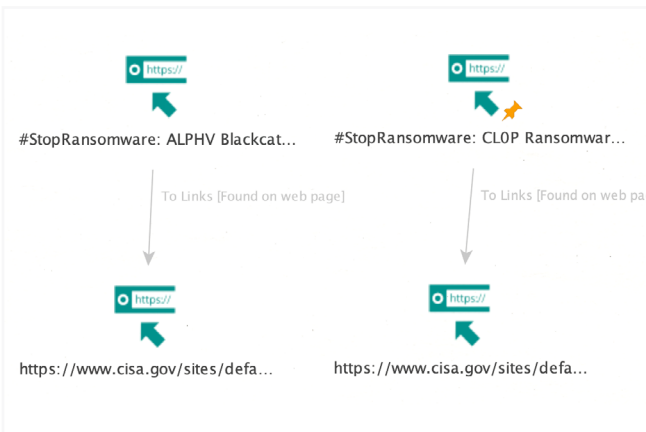 https://
https://
#StopRansomware: ALPHV Blackcat...
#StopRansomware: CL0P Ransomwar...
To Links [Found on web page]
To Links [Found on web pa
https://
https://
https://www.cisa.gov/sites/defa...
https://www.cisa.gov/sites/defa...